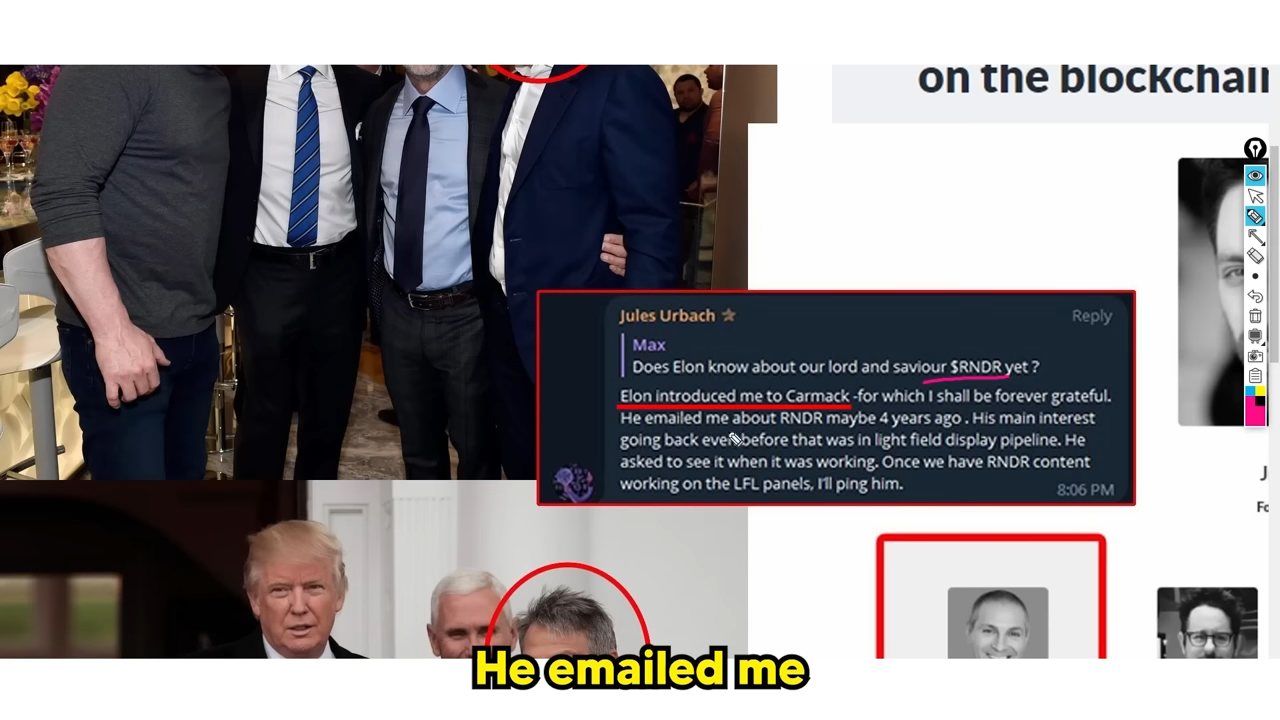 on the blockchain
Jules Urbach
Reply
Max
Does Elon know about our lord and saviour $RNDR yet ?
Elon introduced me to Carmack -for which I shall be forever grateful.
He emailed me about RNDR maybe 4 years ago . His main interest
going back even before that was in light field display pipeline. He
asked to see it when it was working. Once we have RNDR content
working on the LFL panels, I'll ping him.
8:06 PM
J
Fo
He emailed me